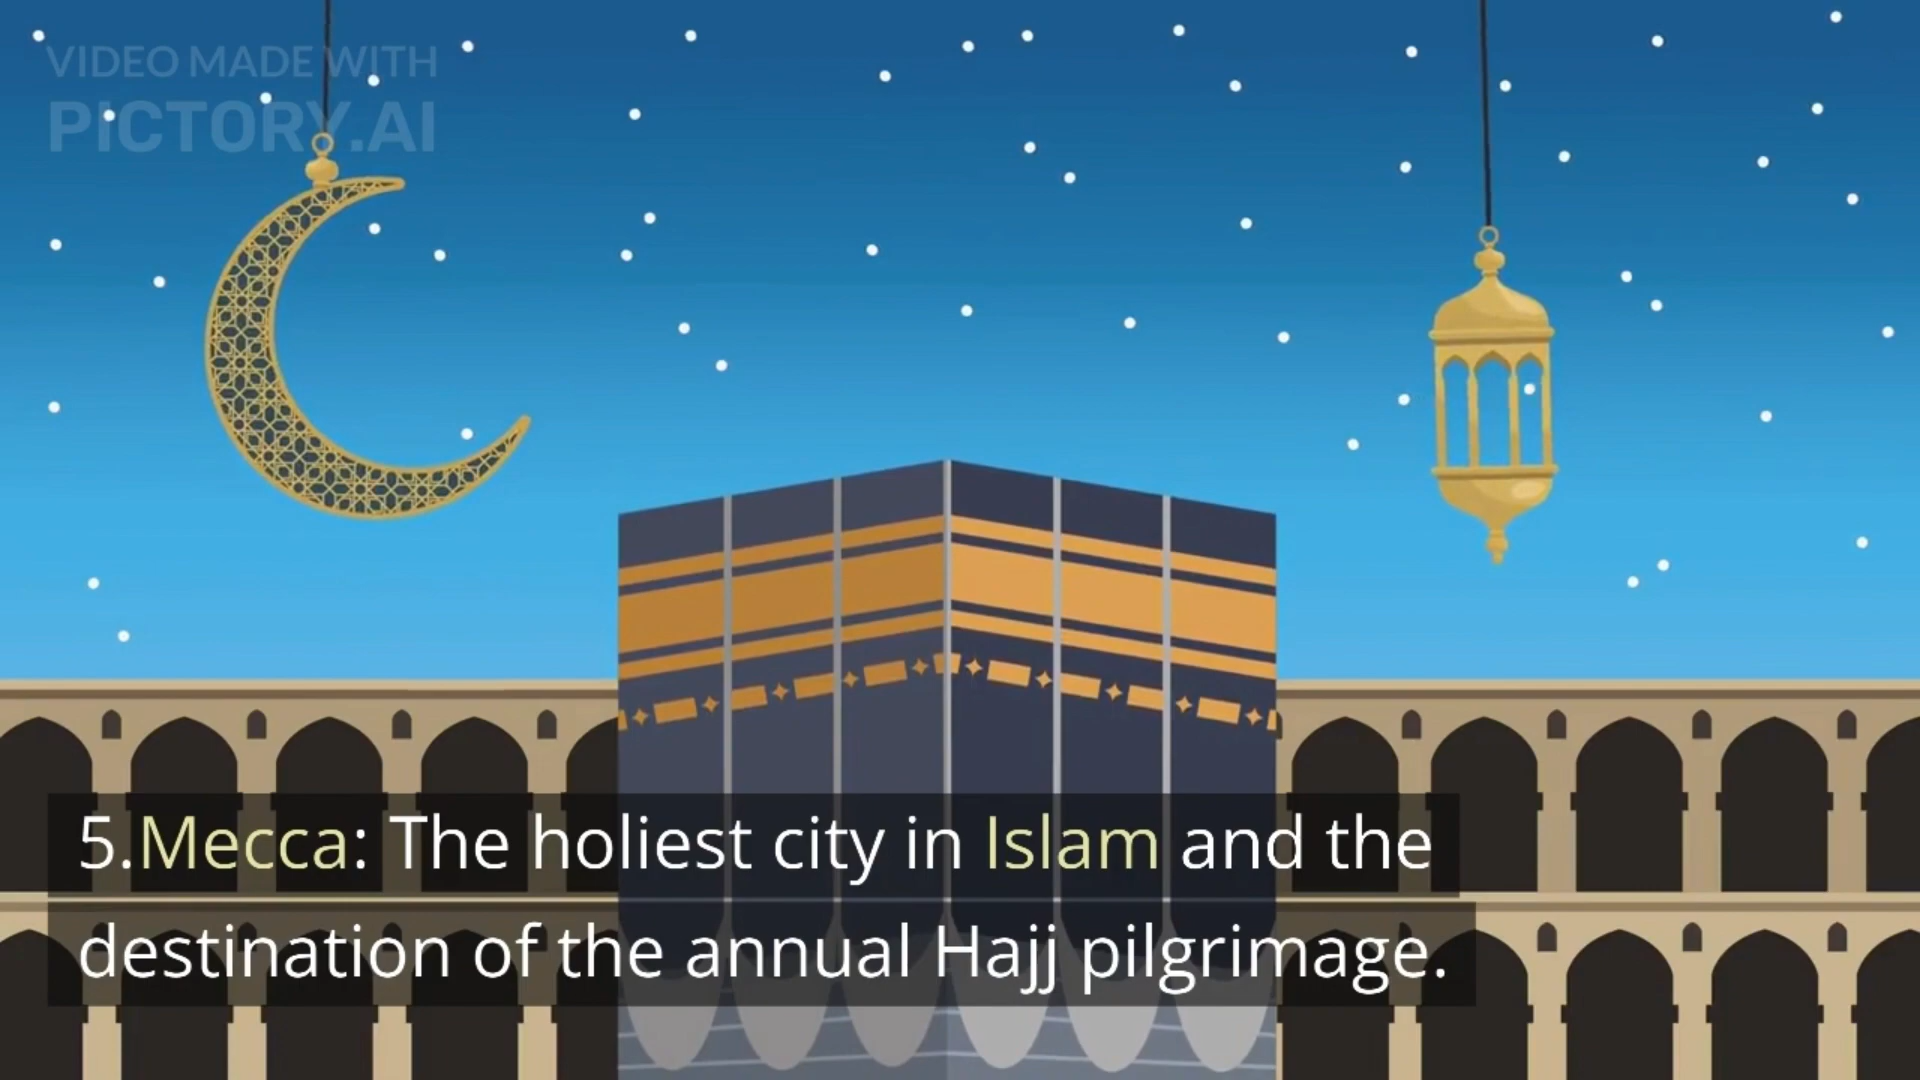 VIDEO MADE WITH
PiCTORY.AI
5.Mecca: The holiest city in Islam and the
destination of the annual Hajj pilgrimage.